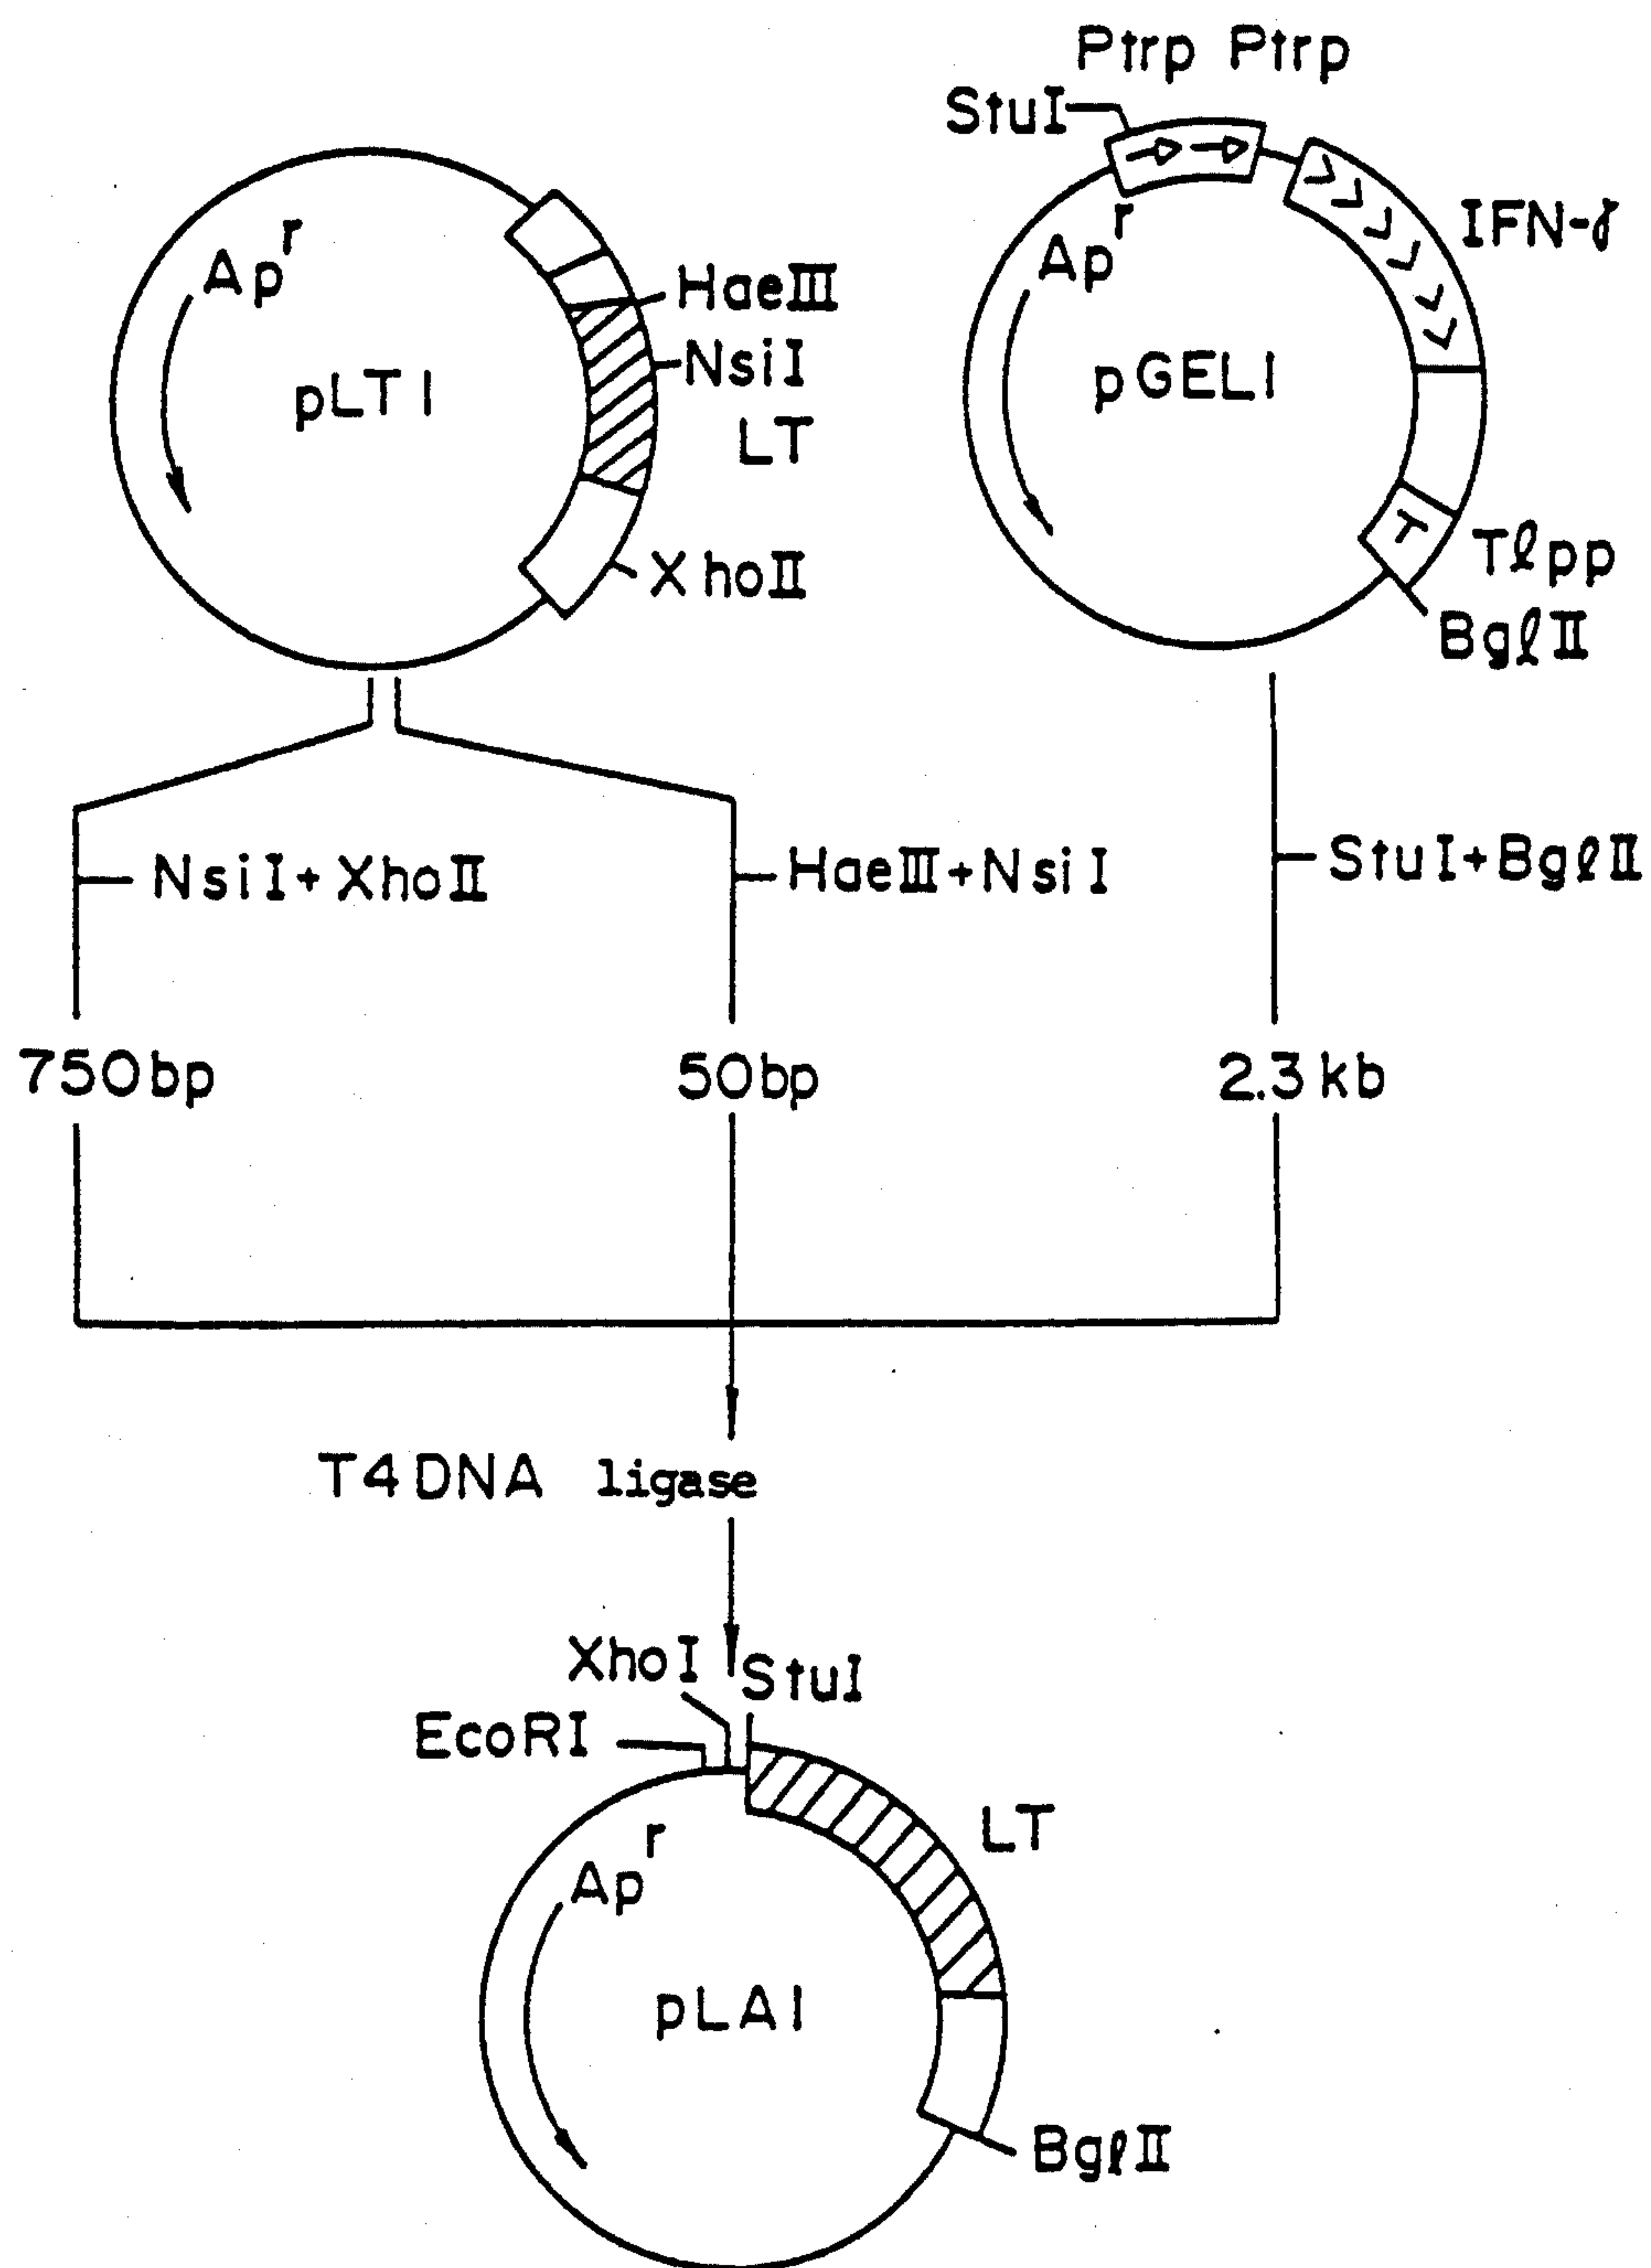 Ptrp Ptrp
StuI
Ap r
HaeIII
NsiI
pLT1
LT
XhoII
Ap r
IFN-γ
pGEL1
Tlpp
BglII
NsiI+XhoII
HaeIII+NsiI
StuI+BglII
750bp
50bp
2.3kb
T4DNA ligase
XhoI
StuI
EcoRI
LT
Ap r
pLA1
BglII